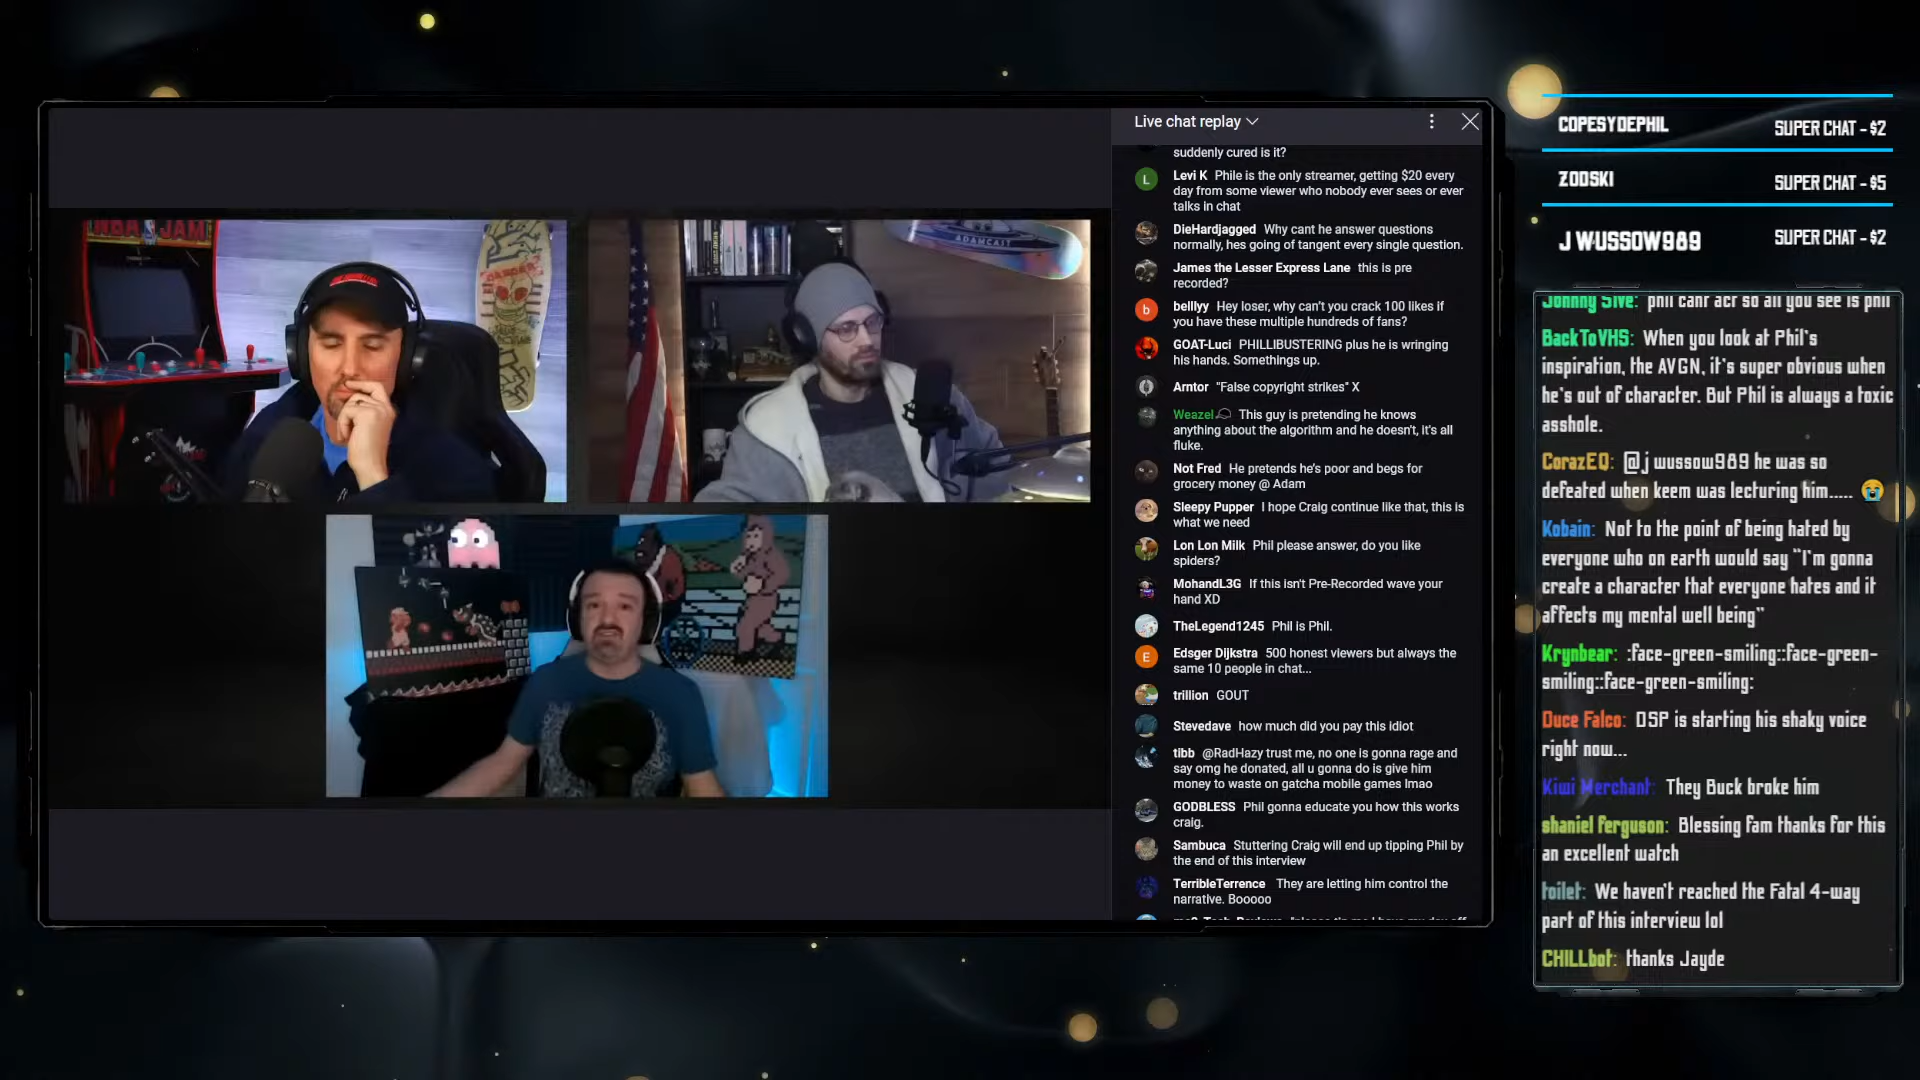 NBA JAM
ADAMCAIT
Live chat replay
suddenly cured is it?
Levi K Phile is the only streamer, getting $20 every
day from some viewer who nobody ever sees or ever
talks in chat
DieHardjagged Why cant he answer questions
normally, hes going of tangent every single question.
James the Lesser Express Lane this is pre
recorded?
belllyy Hey loser, why can't you crack 100 likes if
you have these multiple hundreds of fans?
GOAT-Luci PHILLIBUSTERING plus he is wringing
his hands. Somethings up.
Arntor "False copyright strikes" X
Weazel This guy is pretending he knows
anything about the algorithm and he doesn't, it's all
fluke.
Not Fred He pretends he's poor and begs for
grocery money @ Adam
Sleepy Pupper I hope Craig continue like that, this is
what we need
Lon Lon Milk Phil please answer, do you like
spiders?
MohandL3G If this isn't Pre-Recorded wave your
hand XD
TheLegend1245 Phil is Phil.
Edsger Dijkstra 500 honest viewers but always the
same 10 people in chat...
trillion GOUT
Stevedave how much did you pay this idiot
tibb @RadHazy trust me, no one is gonna rage and
say omg he donated, all u gonna do is give him
money to waste on gatcha mobile games lmao
GODBLESS Phil gonna educate you how this works
craig.
Sambuca Stuttering Craig will end up tipping Phil by
the end of this interview
TerribleTerrence They are letting him control the
narrative. Booooo
COPESYDEPHIL SUPER CHAT - $2
ZODSKI SUPER CHAT - $5
J WUSSOW989 SUPER CHAT - $2
Johnny 5ive: phil can't act so all you see is phil
BackToVHS: When you look at Phil's
inspiration, the AVGN, it's super obvious when
he's out of character. But Phil is always a toxic
asshole.
CorazEQ: @j wussow989 he was so
defeated when keem was lecturing him..... 😭
Kobain: Not to the point of being hated by
everyone who on earth would say "I'm gonna
create a character that everyone hates and it
affects my mental well being"
Krynbear: :face-green-smiling::face-green-
smiling::face-green-smiling:
Duce Falco: DSP is starting his shaky voice
right now...
Kiwi Merchant: They Buck broke him
shaniel ferguson: Blessing fam thanks for this
an excellent watch
toilet: We haven't reached the Fatal 4-way
part of this interview lol
CHILLbot: thanks Jayde